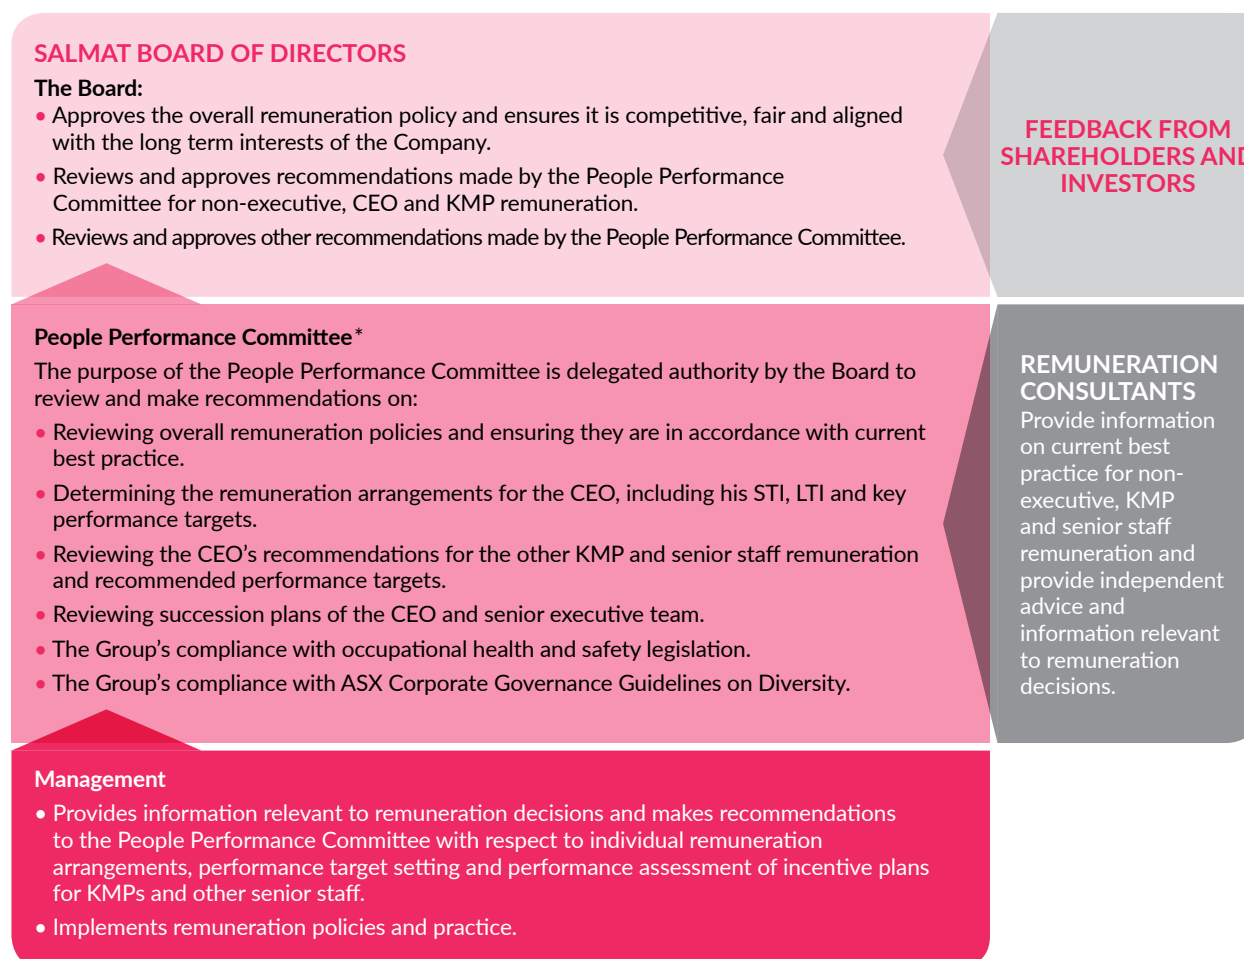 SALMAT BOARD OF DIRECTORS
The Board:
• Approves the overall remuneration policy and ensures it is competitive, fair and aligned
with the long term interests of the Company.
• Reviews and approves recommendations made by the People Performance
Committee for non-executive, CEO and KMP remuneration.
• Reviews and approves other recommendations made by the People Performance Committee.
FEEDBACK FROM
SHAREHOLDERS AND
INVESTORS
People Performance Committee*
The purpose of the People Performance Committee is delegated authority by the Board to
review and make recommendations on:
• Reviewing overall remuneration policies and ensuring they are in accordance with current
best practice.
• Determining the remuneration arrangements for the CEO, including his STI, LTI and key
performance targets.
• Reviewing the CEO’s recommendations for the other KMP and senior staff remuneration
and recommended performance targets.
• Reviewing succession plans of the CEO and senior executive team.
• The Group’s compliance with occupational health and safety legislation.
• The Group’s compliance with ASX Corporate Governance Guidelines on Diversity.
REMUNERATION
CONSULTANTS
Provide information
on current best
practice for non-
executive, KMP
and senior staff
remuneration and
provide independent
advice and
information relevant
to remuneration
decisions.
Management
• Provides information relevant to remuneration decisions and makes recommendations
to the People Performance Committee with respect to individual remuneration
arrangements, performance target setting and performance assessment of incentive plans
for KMPs and other senior staff.
• Implements remuneration policies and practice.